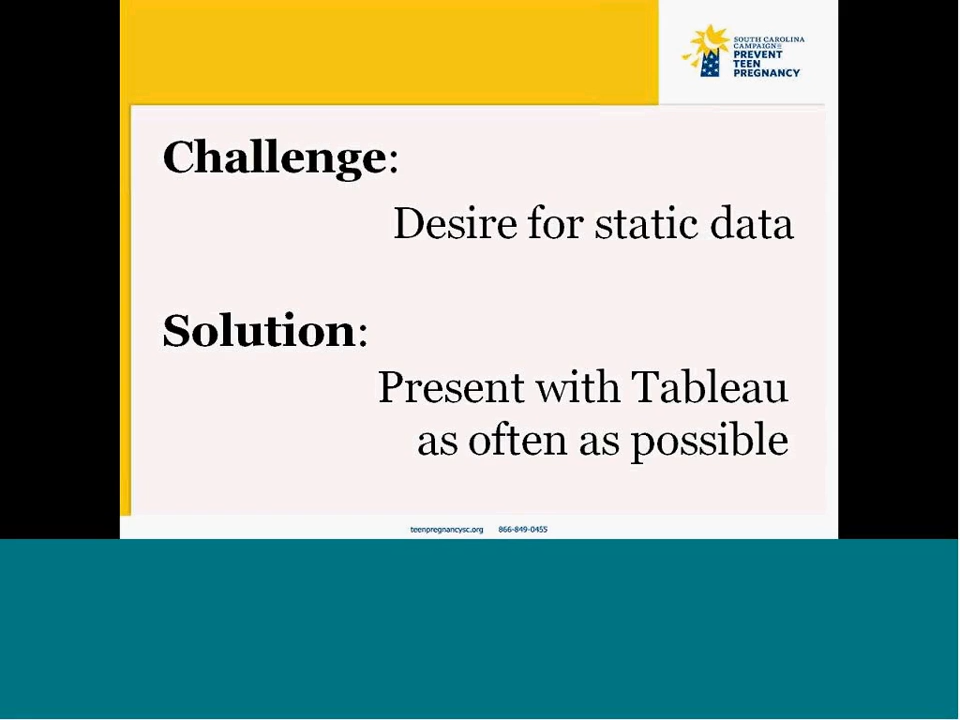 SOUTH CAROLINA
CAMPAIGN TO
PREVENT
TEEN
PREGNANCY
Challenge:
Desire for static data
Solution:
Present with Tableau
as often as possible
teenpregnancysc.org 866-849-0455